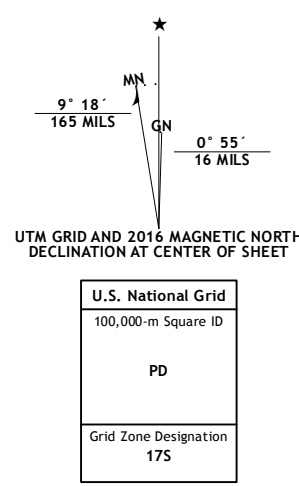 ★
MN
9° 18´
165 MILS
GN
0° 55´
16 MILS
UTM GRID AND 2016 MAGNETIC NORTH
DECLINATION AT CENTER OF SHEET
U.S. National Grid
100,000-m Square ID
PD
Grid Zone Designation
17S